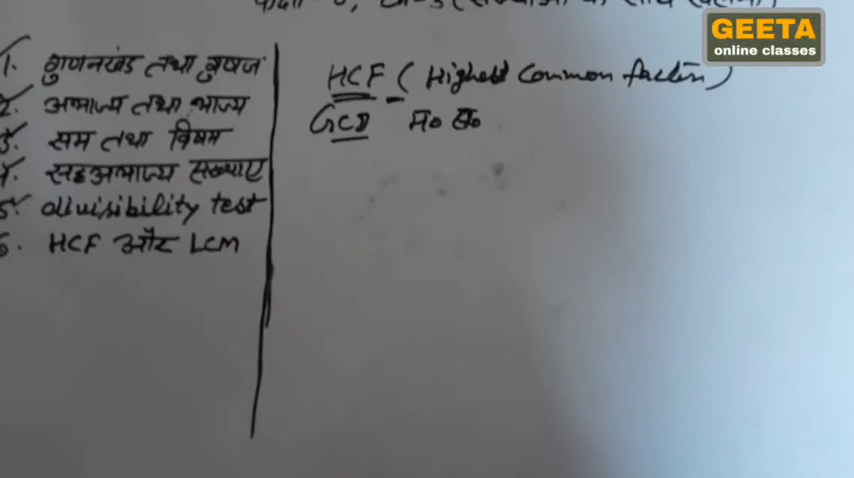 GEETA
online classes
1. गुणनखंड तथा गुणज
2. अभाज्य तथा भाज्य
3. सम तथा विषम
4. सहअभाज्य संख्याएं
5. divisibility test
6. HCF और LCM
HCF (Highest Common factor)
GCD म० स०